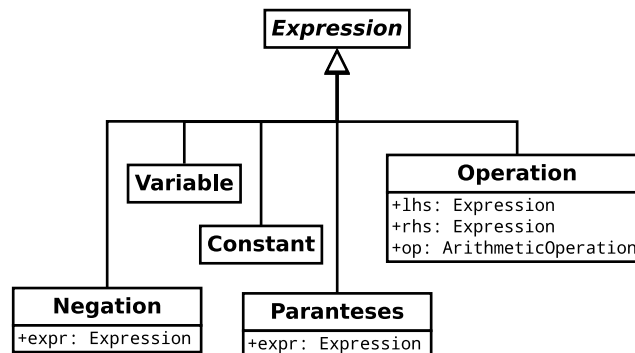 Expression
Variable
Operation
+lhs: Expression
+rhs: Expression
+op: ArithmeticOperation
Constant
Negation
+expr: Expression
Paranteses
+expr: Expression